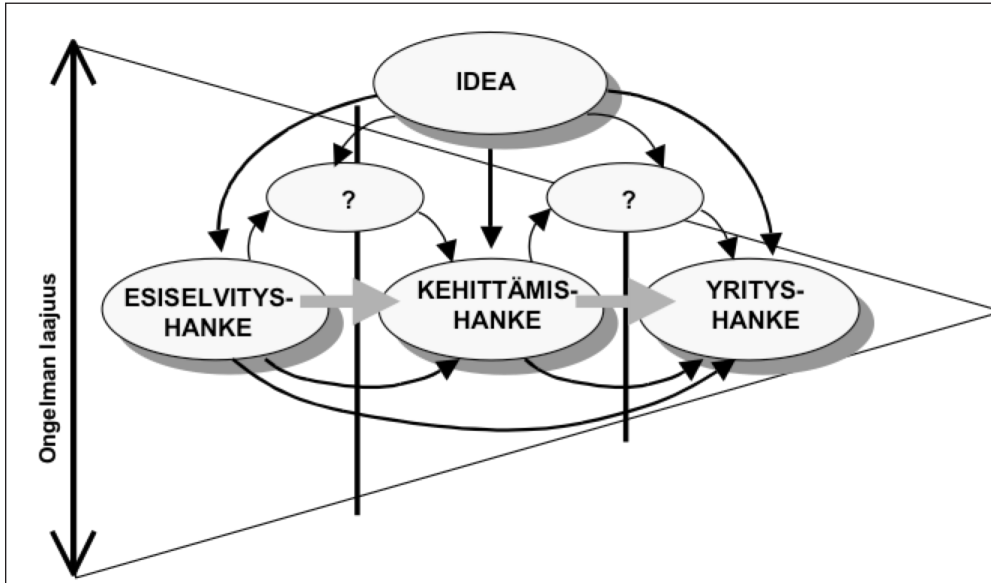 IDEA
?
?
ESISELVITYS-
HANKE
KEHITTÄMIS-
HANKE
YRITYS-
HANKE
Ongelman laajuus